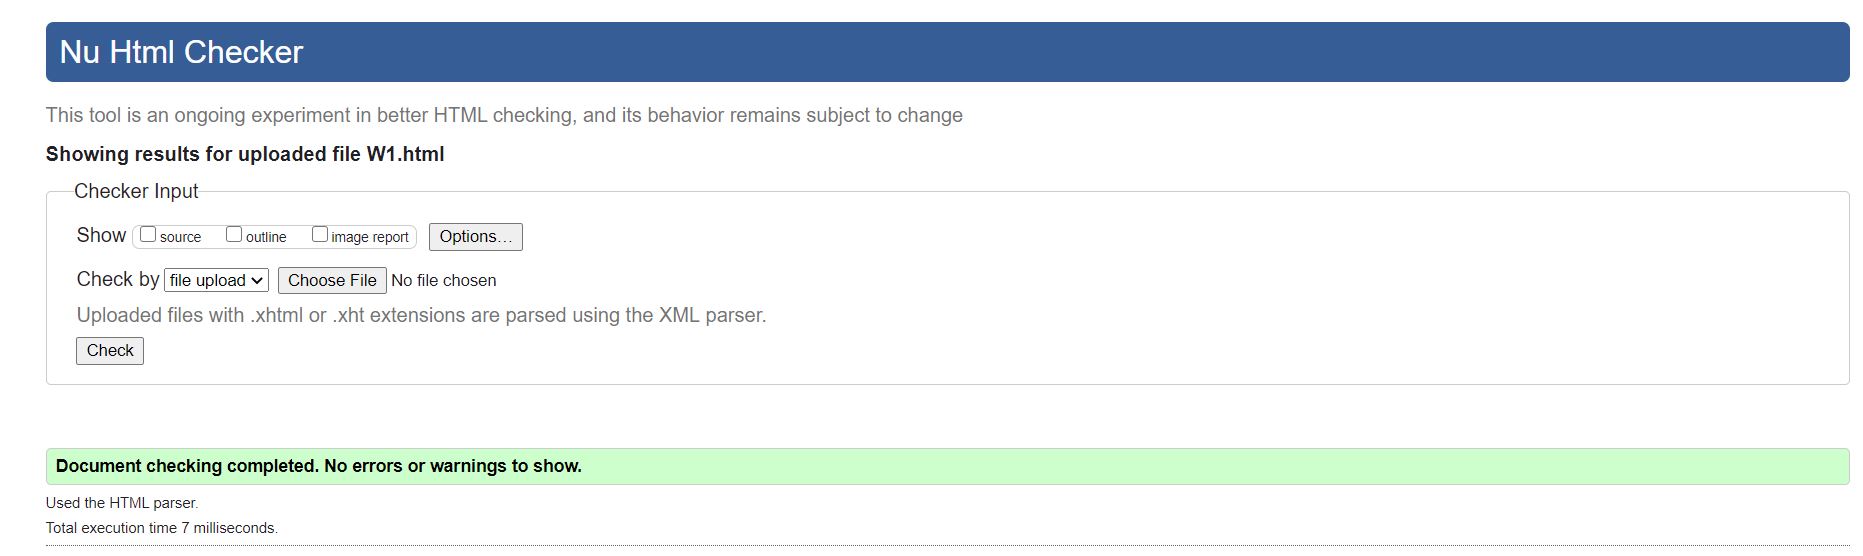 Nu Html Checker
This tool is an ongoing experiment in better HTML checking, and its behavior remains subject to change
Showing results for uploaded file W1.html
Checker Input
Show source outline image report Options...
Check by file upload Choose File No file chosen
Uploaded files with .xhtml or .xht extensions are parsed using the XML parser.
Check
Document checking completed. No errors or warnings to show.
Used the HTML parser.
Total execution time 7 milliseconds.